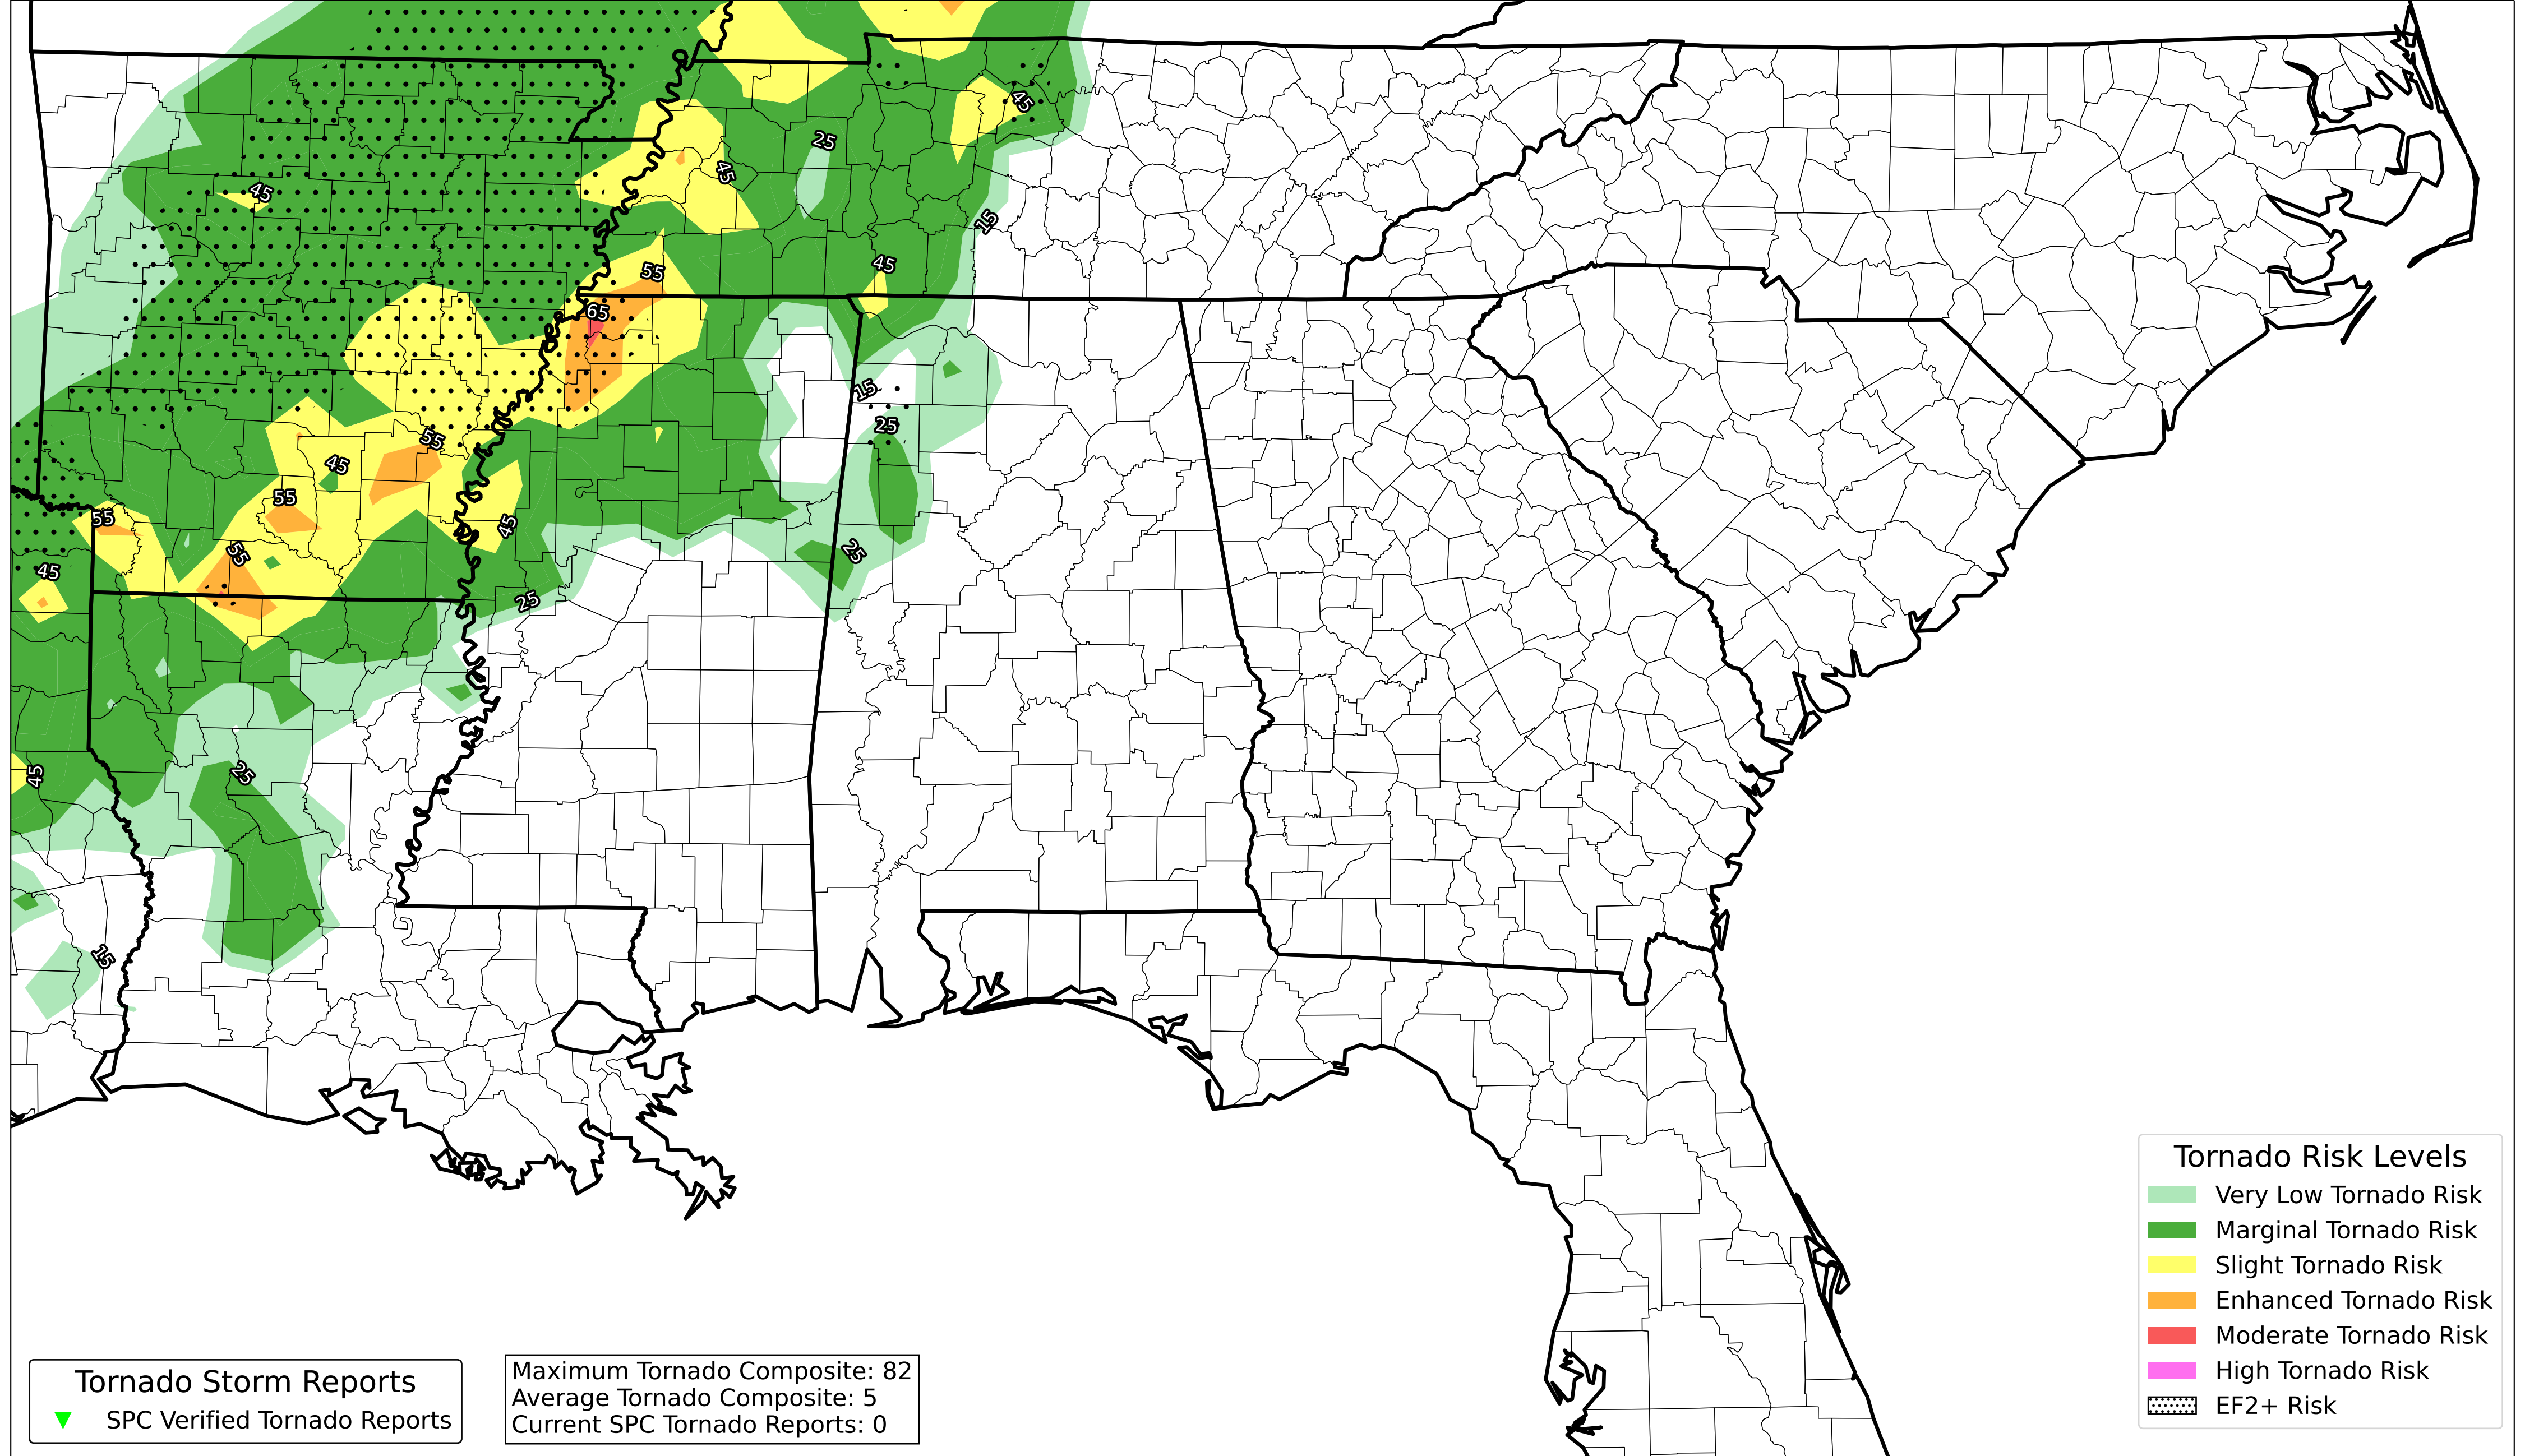 45
25
45
45
15
55
45
65
15
25
55
45
55
45
55
55
25
45
25
25
45
15
Tornado Risk Levels
Very Low Tornado Risk
Marginal Tornado Risk
Slight Tornado Risk
Enhanced Tornado Risk
Moderate Tornado Risk
High Tornado Risk
EF2+ Risk
Tornado Storm Reports
SPC Verified Tornado Reports
Maximum Tornado Composite: 82
Average Tornado Composite: 5
Current SPC Tornado Reports: 0